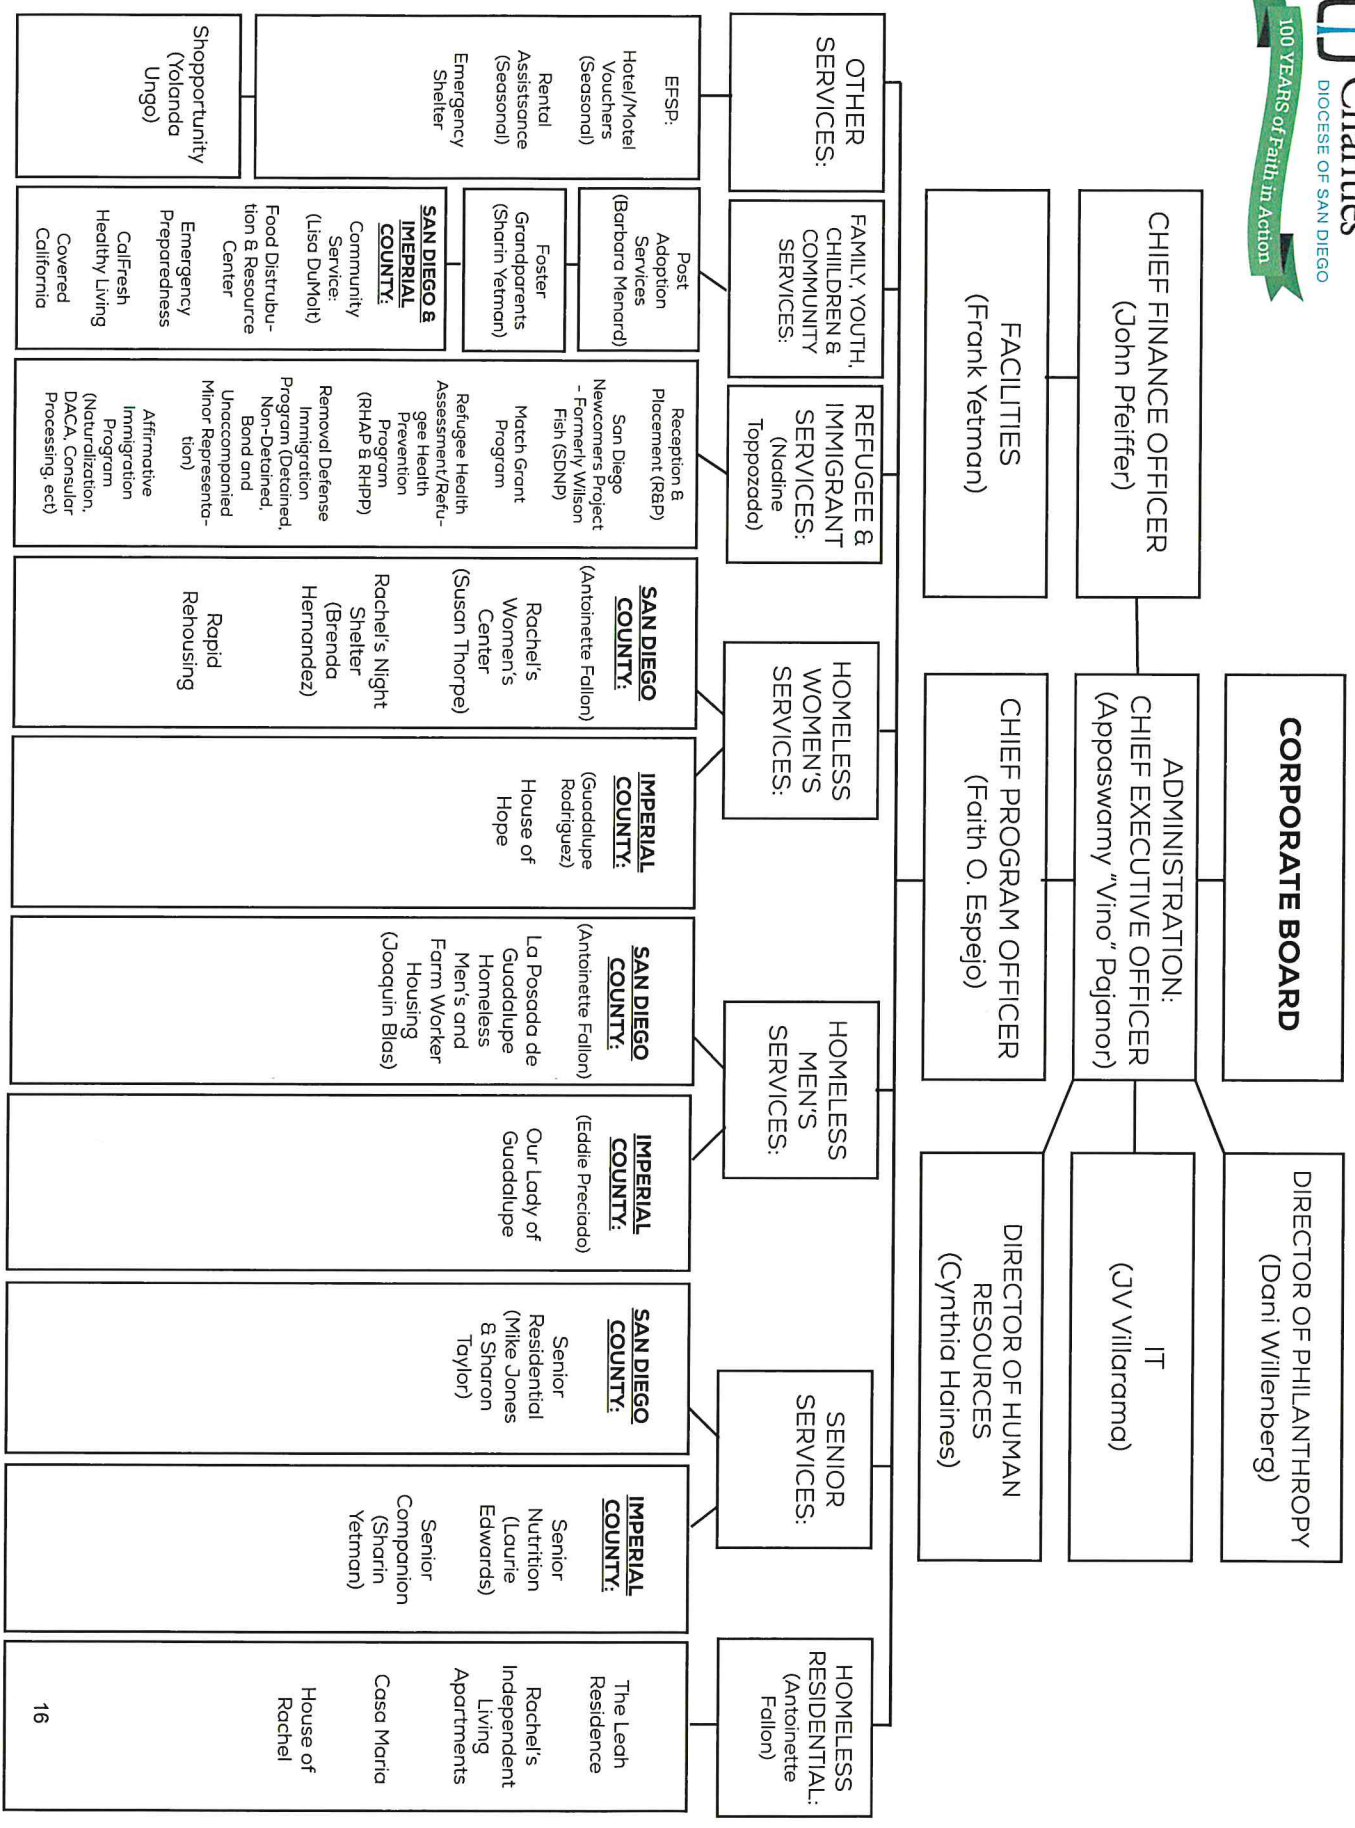 Charities
DIOCESE OF SAN DIEGO
100 YEARS of Faith in Action
CORPORATE BOARD
DIRECTOR OF PHILANTHROPY
(Dani Willenberg)
CHIEF FINANCE OFFICER
(John Pfeiffer)
ADMINISTRATION:
CHIEF EXECUTIVE OFFICER
(Appaswamy “Vino” Pajanor)
IT
(JV Villarama)
FACILITIES
(Frank Yetman)
CHIEF PROGRAM OFFICER
(Faith O. Espejo)
DIRECTOR OF HUMAN
RESOURCES
(Cynthia Haines)
OTHER
SERVICES:
FAMILY, YOUTH,
CHILDREN &
COMMUNITY
SERVICES:
REFUGEE &
IMMIGRANT
SERVICES:
(Nadine
Toppozada)
HOMELESS
WOMEN'S
SERVICES:
HOMELESS
MEN'S
SERVICES:
SENIOR
SERVICES:
HOMELESS
RESIDENTIAL:
(Antoinette
Fallon)
EFSP:
Hotel/Motel
Vouchers
(Seasonal)
Rental
Assistsance
(Seasonal)
Emergency
Shelter
Shopportunity
(Yolanda
Ungo)
Post
Adoption
Services
(Barbara Menard)
Foster
Grandparents
(Sharin Yetman)
SAN DIEGO &
IMEPRIAL
COUNTY:
Community
Service:
(Lisa DuMolt)
Food Distrubu-
tion & Resource
Center
Emergency
Preparedness
CalFresh
Healthy Living
Covered
California
Reception &
Placement (R&P)
San Diego
Newcomers Project
- Formerly Wilson
Fish (SDNP)
Match Grant
Program
Refugee Health
Assessment/Refu-
gee Health
Prevention
Program
(RHAP & RHPP)
Removal Defense
Immigration
Program (Detained,
Non-Detained,
Bond and
Unaccompanied
Minor Representa-
tion)
Affirmative
Immigration
Program
(Naturalization,
DACA, Consular
Processing, ect)
SAN DIEGO
COUNTY:
(Antoinette Fallon)
Rachel's
Women's
Center
(Susan Thorpe)
Rachel's Night
Shelter
(Brenda
Hernandez)
Rapid
Rehousing
IMPERIAL
COUNTY:
(Guadalupe
Rodriguez)
House of
Hope
SAN DIEGO
COUNTY:
(Antoinette Fallon)
La Posada de
Guadalupe
Homeless
Men's and
Farm Worker
Housing
(Joaquin Blas)
IMPERIAL
COUNTY:
(Eddie Preciado)
Our Lady of
Guadalupe
SAN DIEGO
COUNTY:
Senior
Residential
(Mike Jones
& Sharon
Taylor)
IMPERIAL
COUNTY:
Senior
Nutrition
(Laurie
Edwards)
Senior
Companion
(Sharin
Yetman)
The Leah
Residence
Rachel's
Independent
Living
Apartments
Casa Maria
House of
Rachel
16